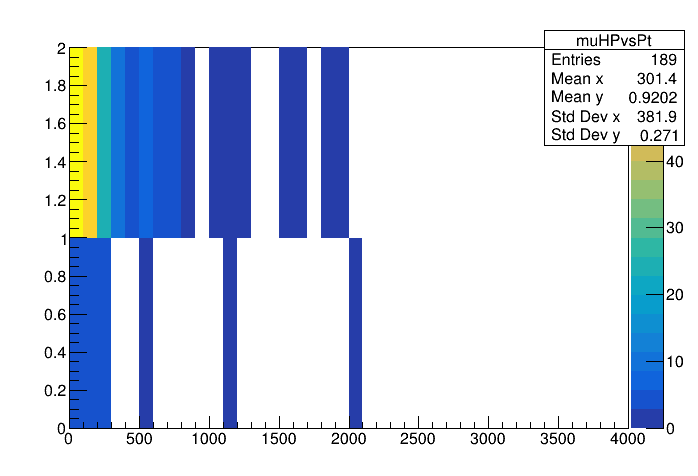 muHPvsPt
Entries 189
Mean x 301.4
Mean y 0.9202
Std Dev x 381.9
Std Dev y 0.271
2
1.8
1.6
1.4
1.2
1
0.8
0.6
0.4
0.2
0
40
30
20
10
0
0 500 1000 1500 2000 2500 3000 3500 4000